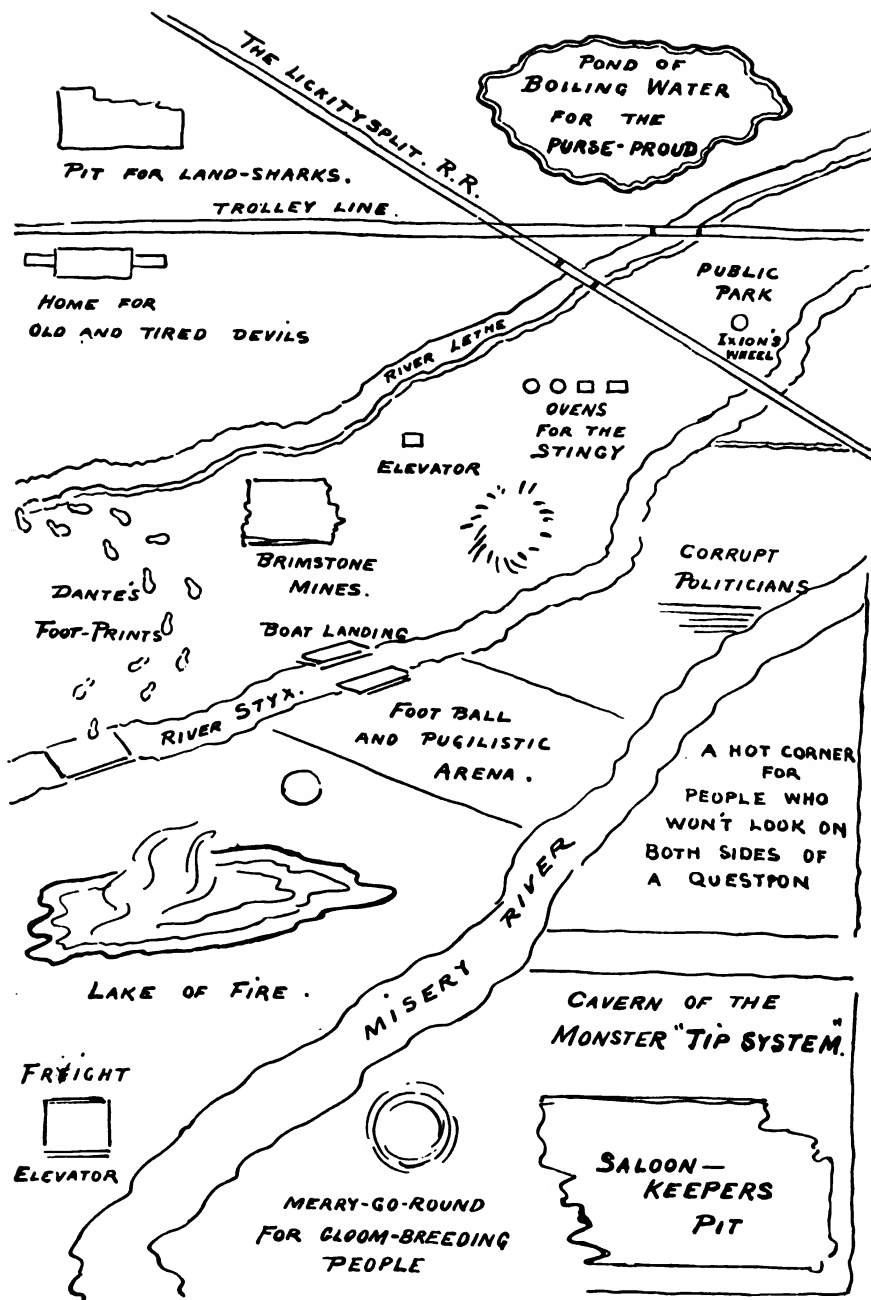 THE LICKITYSPLIT. R.R.
POND OF
BOILING WATER
FOR THE
PURSE-PROUD
PIT FOR LAND-SHARKS.
TROLLEY LINE.
HOME FOR
OLD AND TIRED DEVILS
PUBLIC
PARK
IXION'S
WHEEL
RIVER LETHE
OVENS
FOR THE
STINGY
ELEVATOR
BRIMSTONE
MINES.
CORRUPT
POLITICIANS
DANTE'S
FOOT-PRINTS
BOAT LANDING
RIVER STYX.
FOOT BALL
AND PUGILISTIC
ARENA.
A HOT CORNER
FOR
PEOPLE WHO
WON'T LOOK ON
BOTH SIDES OF
A QUESTION
LAKE OF FIRE.
MISERY RIVER
CAVERN OF THE
MONSTER "TIP SYSTEM."
FREIGHT
ELEVATOR
MERRY-GO-ROUND
FOR GLOOM-BREEDING
PEOPLE
SALOON—
KEEPERS
PIT